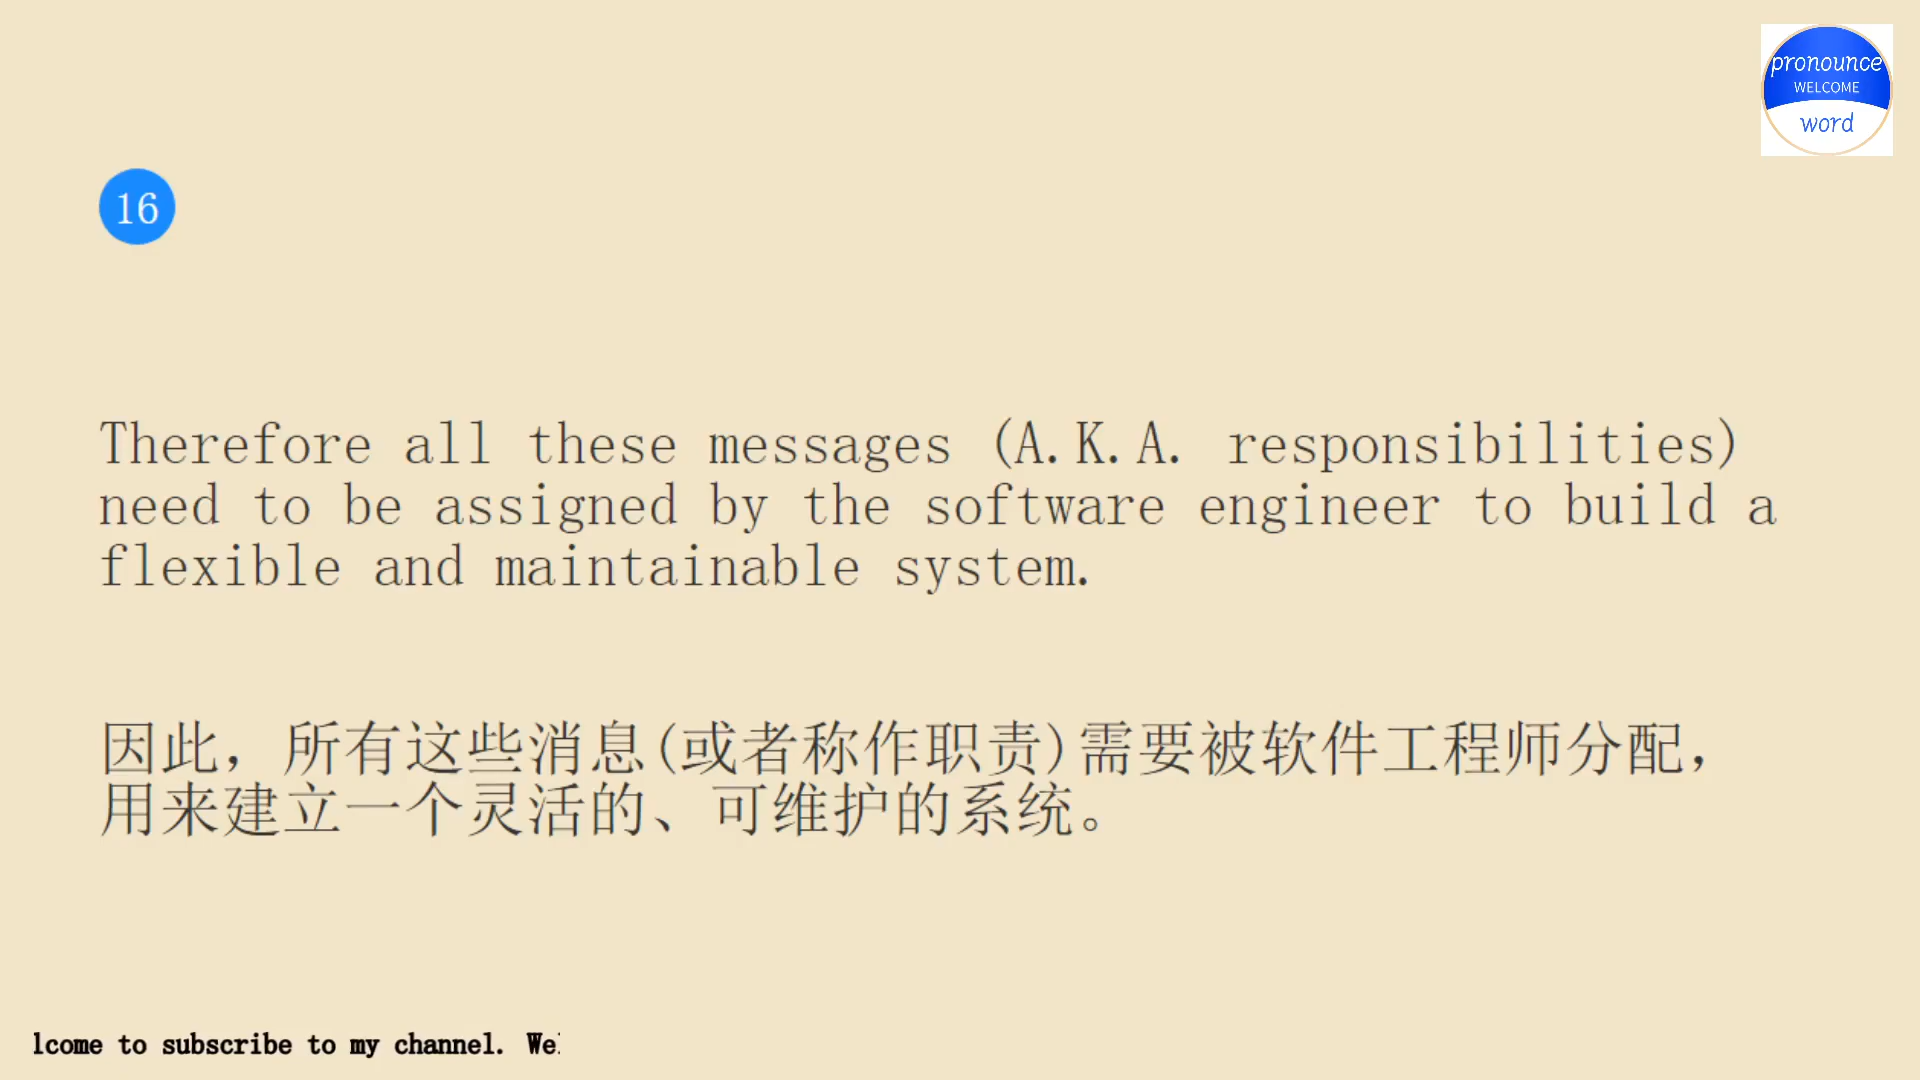 pronounce
WELCOME
word
16
Therefore all these messages (A.K.A. responsibilities)
need to be assigned by the software engineer to build a
flexible and maintainable system.
因此，所有这些消息(或者称作职责)需要被软件工程师分配，
用来建立一个灵活的、可维护的系统。
lcome to subscribe to my channel. We